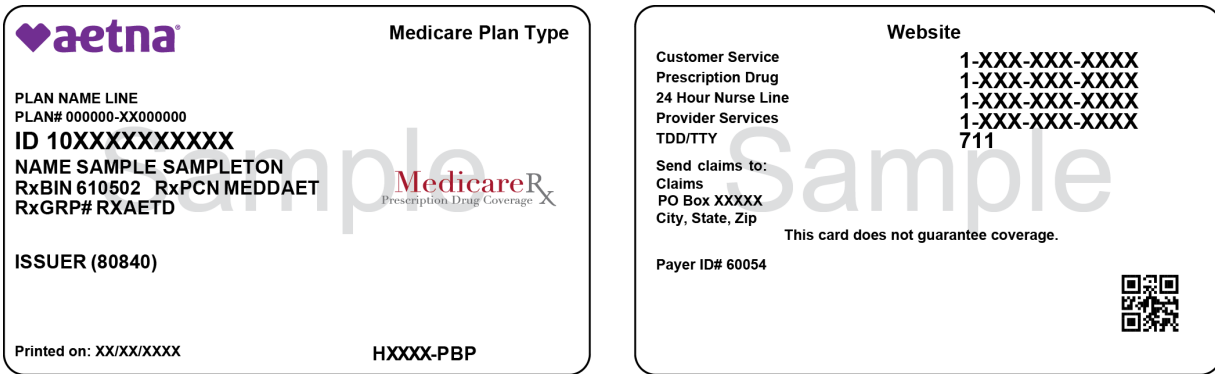 aetna®
Medicare Plan Type
PLAN NAME LINE
PLAN# 000000-XX000000
ID 10XXXXXXXXXX
NAME SAMPLE SAMPLETON
RxBIN 610502 RxPCN MEDDAET
RxGRP# RXAETD
MedicareRx
Prescription Drug Coverage
Sample
ISSUER (80840)
Printed on: XX/XX/XXXX
HXXXX-PBP
Website
Customer Service 1-XXX-XXX-XXXX
Prescription Drug 1-XXX-XXX-XXXX
24 Hour Nurse Line 1-XXX-XXX-XXXX
Provider Services 1-XXX-XXX-XXXX
TDD/TTY 711
Sample
Send claims to:
Claims
PO Box XXXXX
City, State, Zip
This card does not guarantee coverage.
Payer ID# 60054